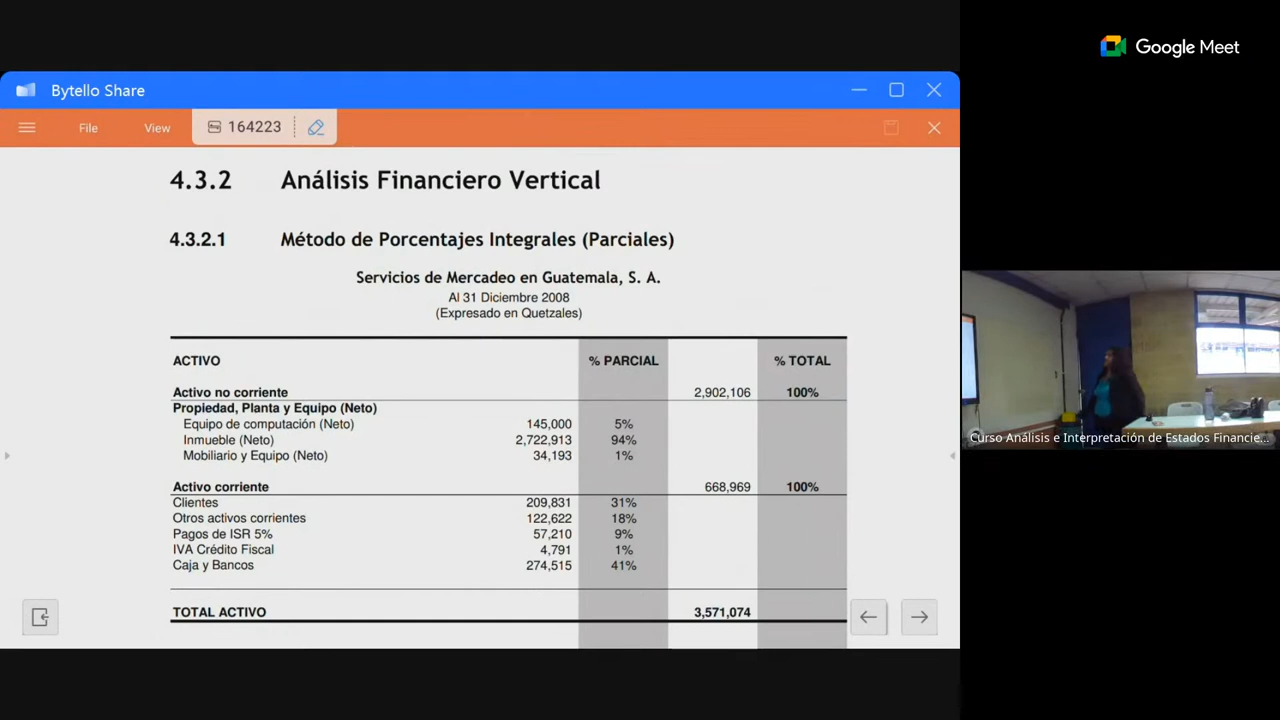 Google Meet
Bytello Share
File View 164223
4.3.2 Análisis Financiero Vertical
4.3.2.1 Método de Porcentajes Integrales (Parciales)
Servicios de Mercadeo en Guatemala, S. A.
Al 31 Diciembre 2008
(Expresado en Quetzales)
ACTIVO % PARCIAL % TOTAL
Activo no corriente 2,902,106 100%
Propiedad, Planta y Equipo (Neto)
Equipo de computación (Neto) 145,000 5%
Inmueble (Neto) 2,722,913 94%
Mobiliario y Equipo (Neto) 34,193 1%
Activo corriente 668,969 100%
Clientes 209,831 31%
Otros activos corrientes 122,622 18%
Pagos de ISR 5% 57,210 9%
IVA Crédito Fiscal 4,791 1%
Caja y Bancos 274,515 41%
TOTAL ACTIVO 3,571,074
Curso Análisis e Interpretación de Estados Financie...